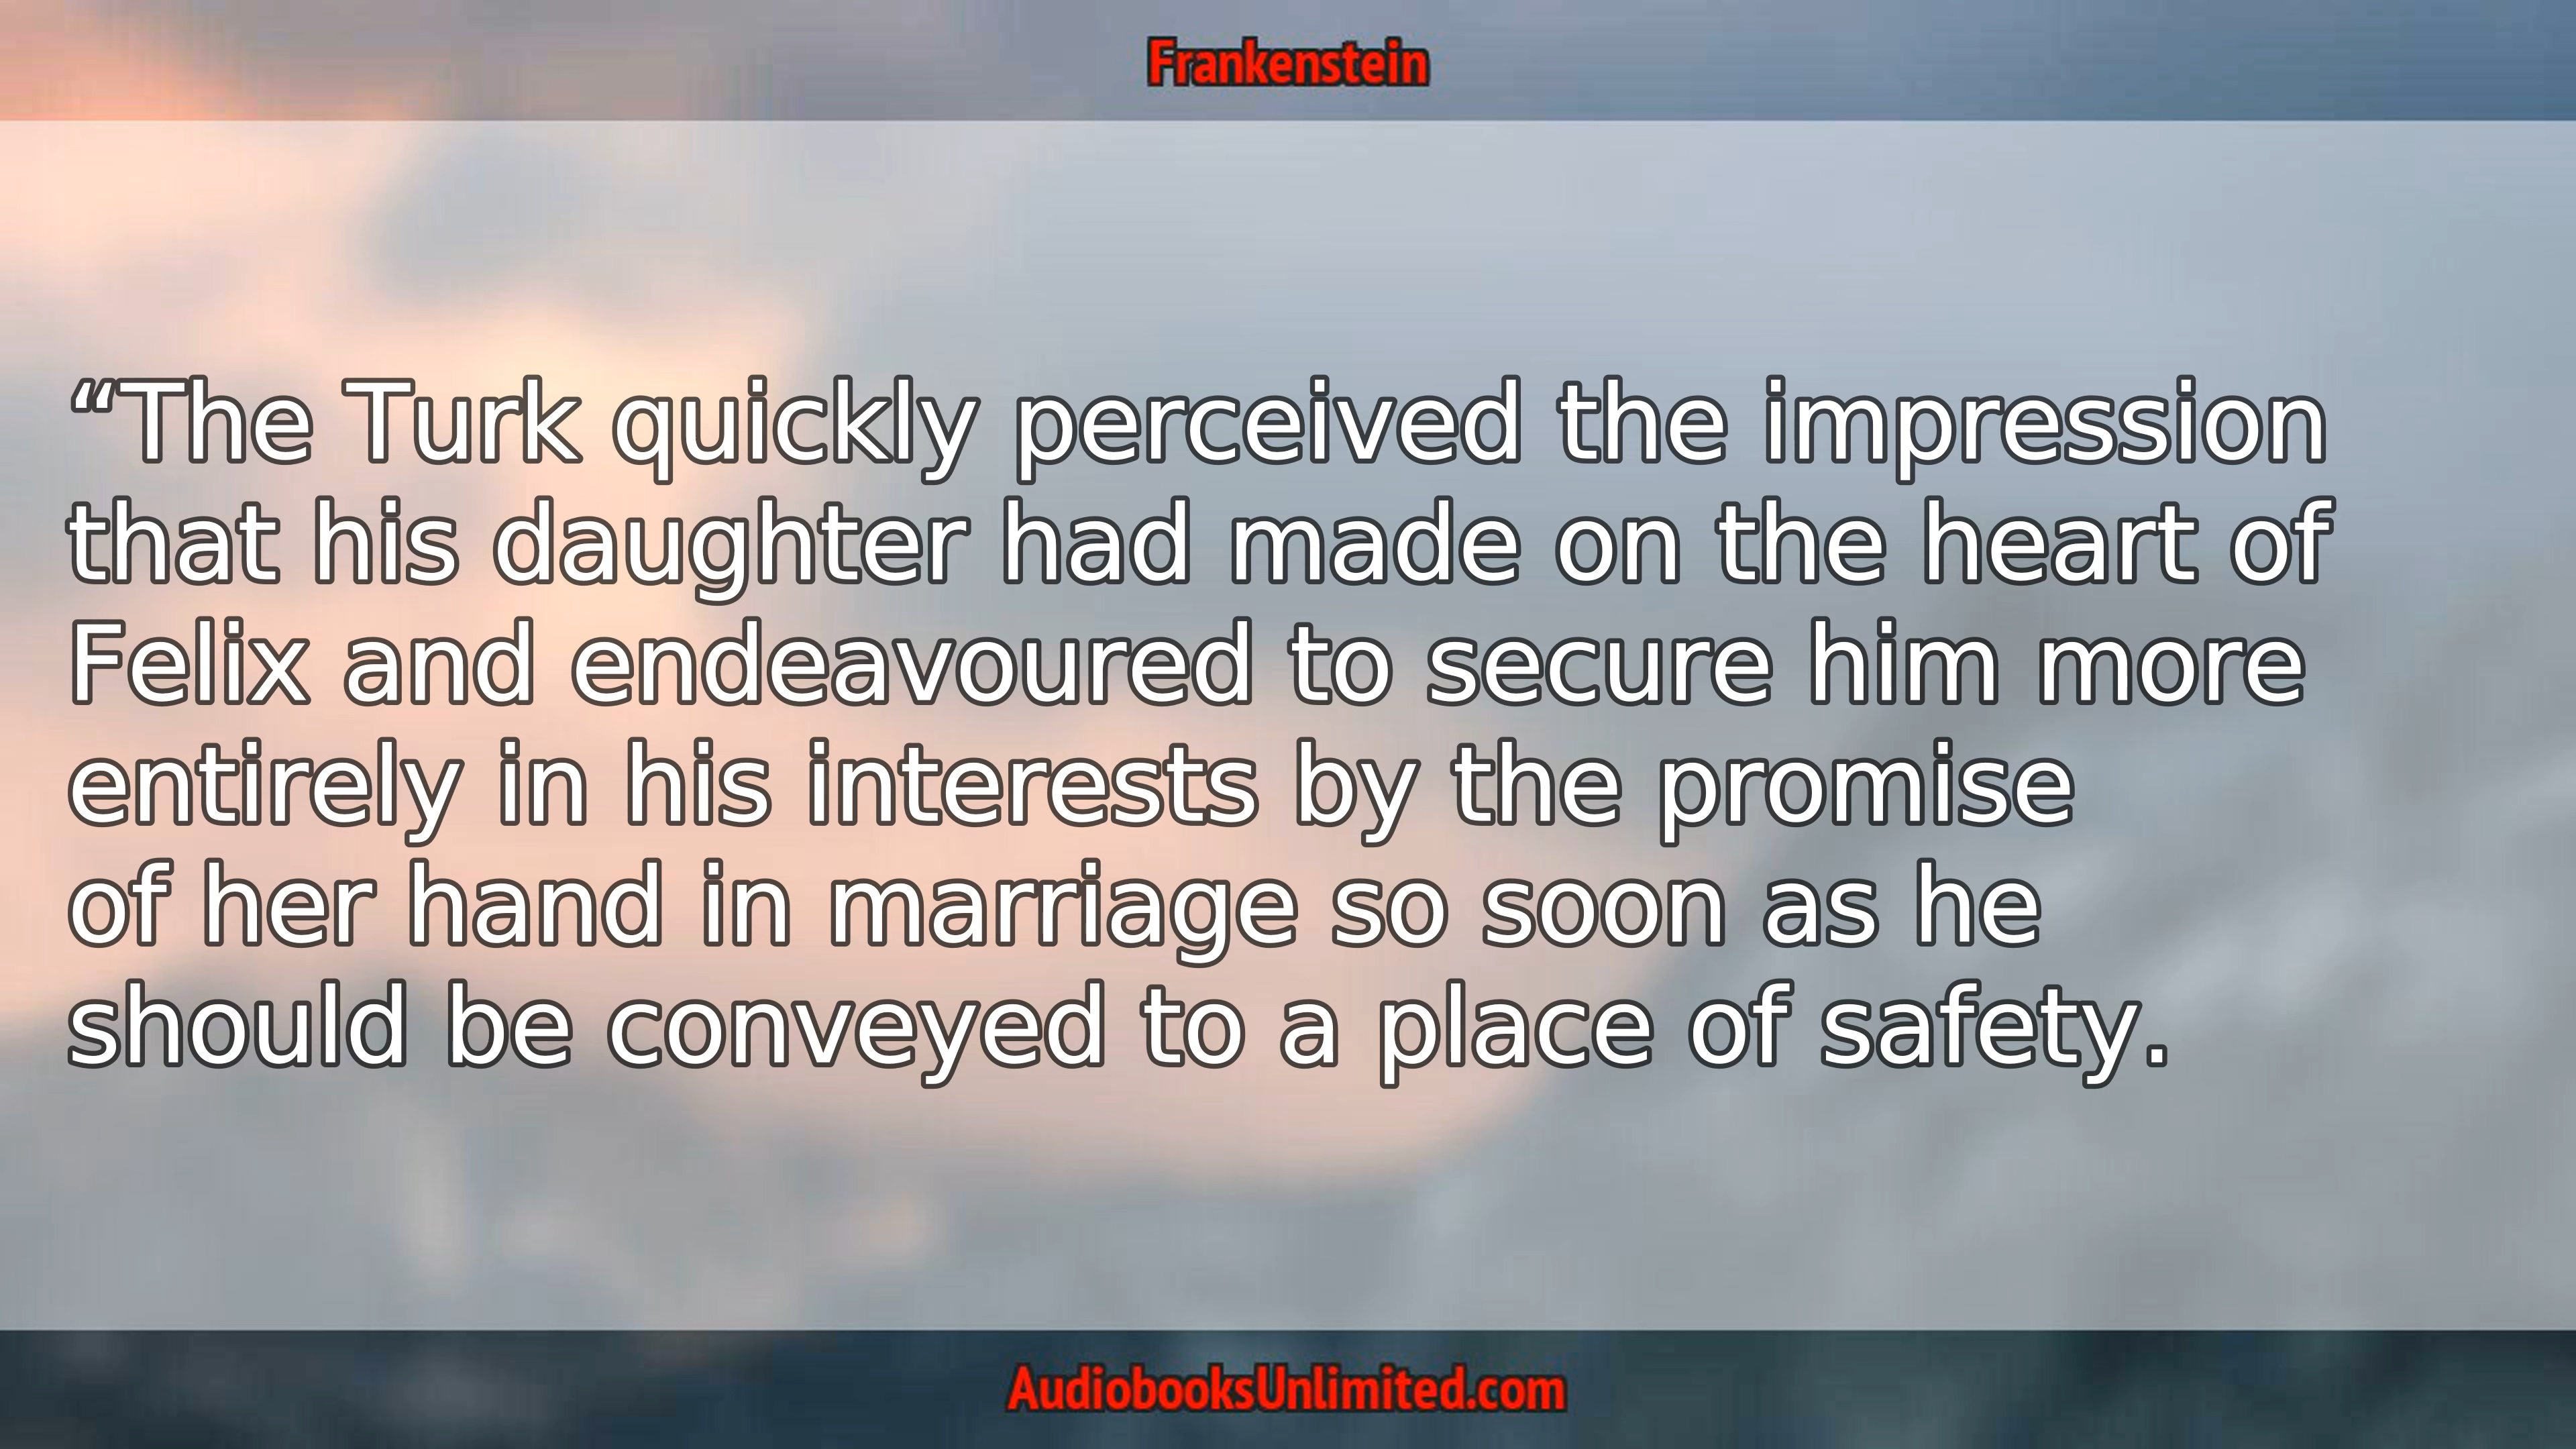 Frankenstein
“The Turk quickly perceived the impression
that his daughter had made on the heart of
Felix and endeavoured to secure him more
entirely in his interests by the promise
of her hand in marriage so soon as he
should be conveyed to a place of safety.
AudiobooksUnlimited.com